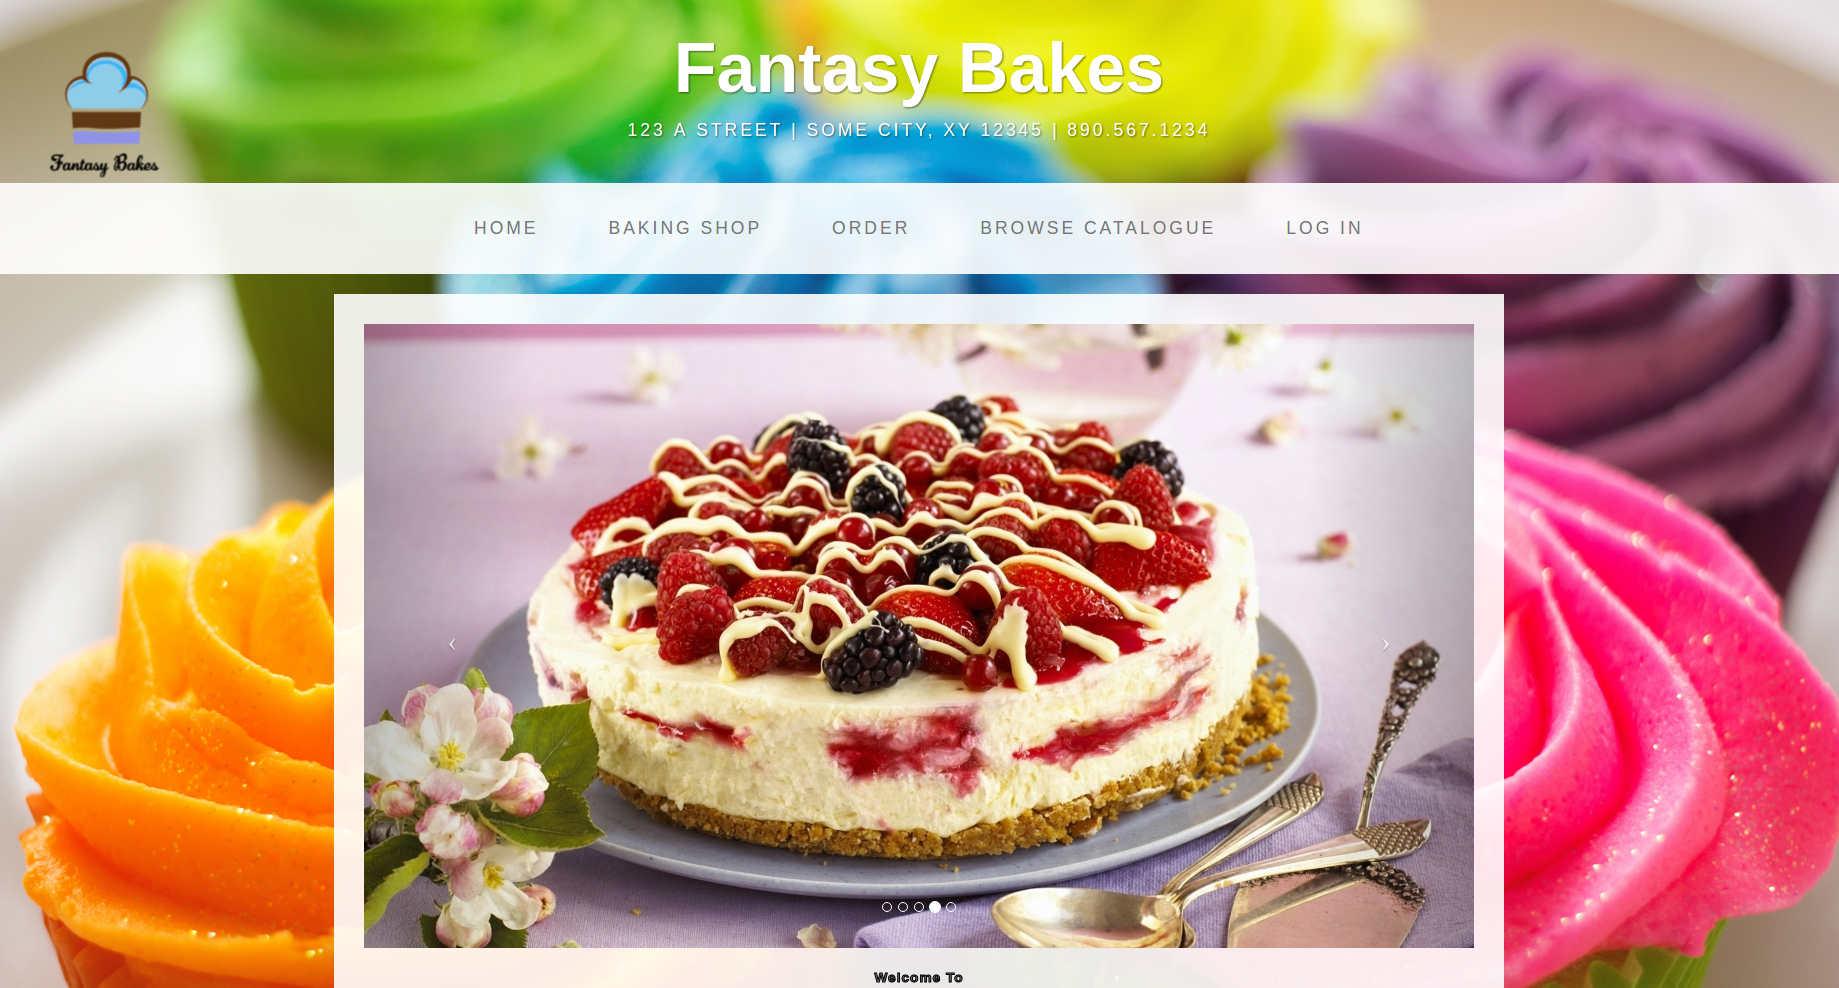 Fantasy Bakes
Fantasy Bakes
123 A STREET | SOME CITY, XY 12345 | 890.567.1234
HOME
BAKING SHOP
ORDER
BROWSE CATALOGUE
LOG IN
Welcome To